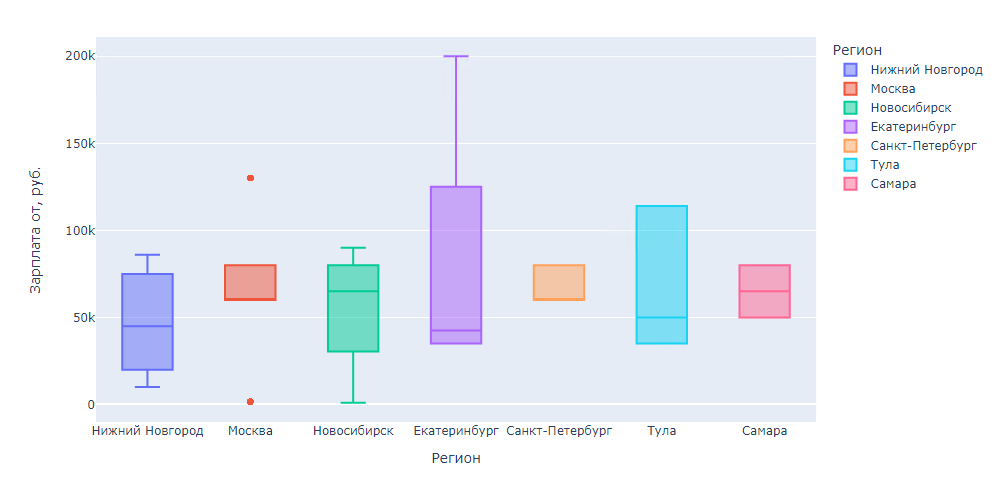 Зарплата от, руб.
200k
150k
100k
50k
0
Нижний Новгород
Москва
Новосибирск
Екатеринбург
Санкт-Петербург
Тула
Самара
Регион
Регион
Нижний Новгород
Москва
Новосибирск
Екатеринбург
Санкт-Петербург
Тула
Самара